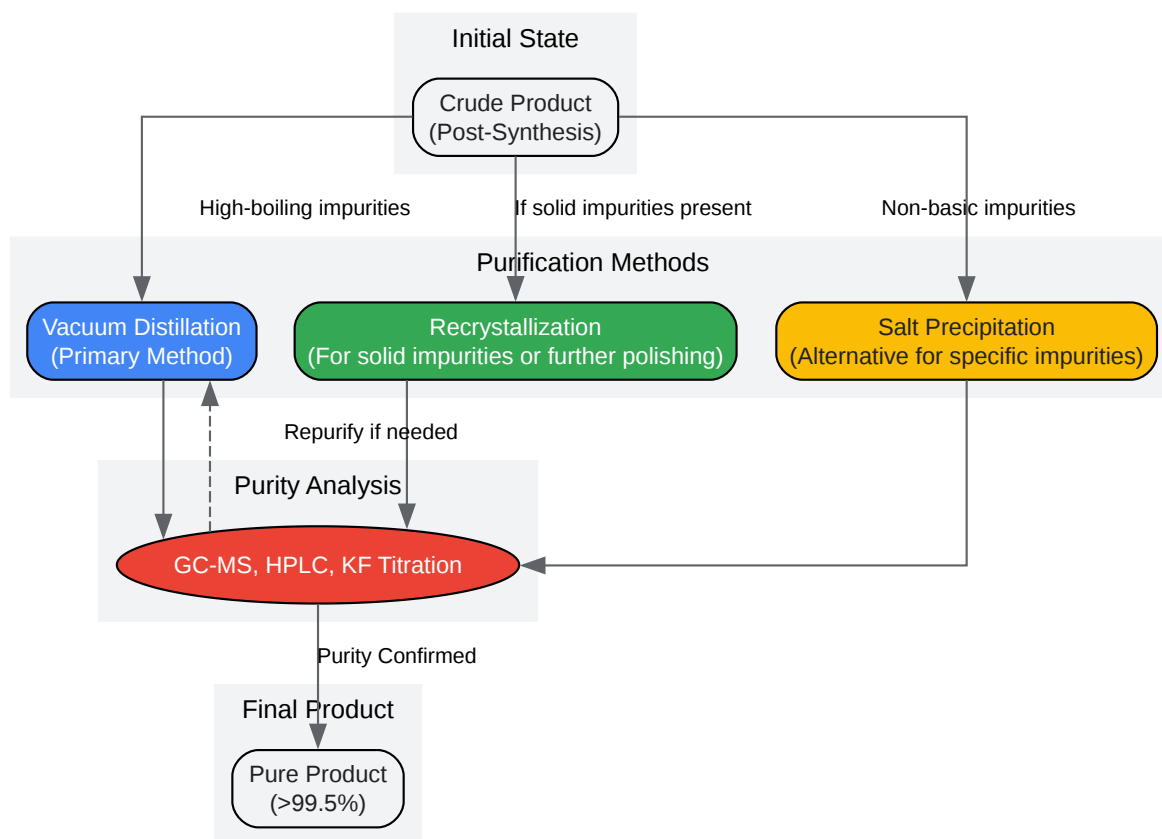 Initial State
Crude Product
(Post-Synthesis)
High-boiling impurities
If solid impurities present
Non-basic impurities
Purification Methods
Vacuum Distillation
(Primary Method)
Recrystallization
(For solid impurities or further polishing)
Salt Precipitation
(Alternative for specific impurities)
Repurify if needed
Purity Analysis
GC-MS, HPLC, KF Titration
Purity Confirmed
Final Product
Pure Product
(>99.5%)